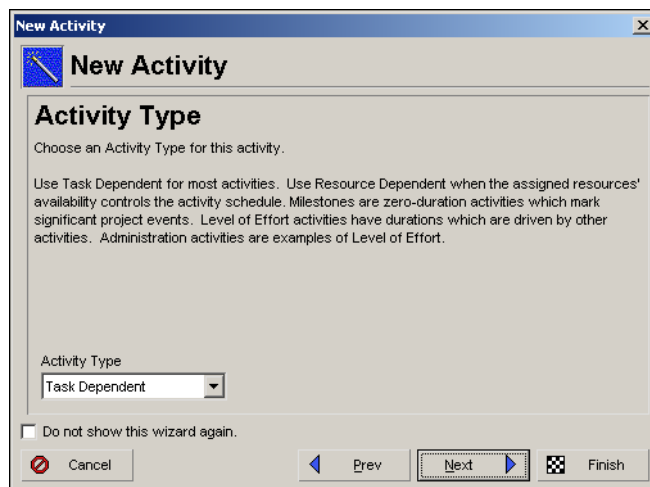 New Activity
New Activity
Activity Type
Choose an Activity Type for this activity.
Use Task Dependent for most activities.  Use Resource Dependent when the assigned resources'
availability controls the activity schedule. Milestones are zero-duration activities which mark
significant project events.  Level of Effort activities have durations which are driven by other
activities.  Administration activities are examples of Level of Effort.
Activity Type
Task Dependent
Do not show this wizard again.
Cancel
Prev
Next
Finish